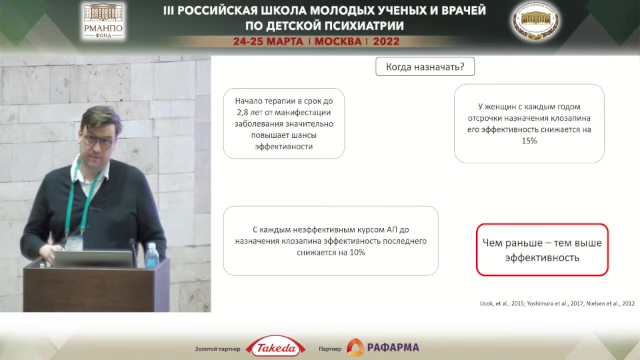 III РОССИЙСКАЯ ШКОЛА МОЛОДЫХ УЧЕНЫХ И ВРАЧЕЙ
ПО ДЕТСКОЙ ПСИХИАТРИИ
24-25 МАРТА | МОСКВА | 2022
РМАНПО
ФОНД
Когда назначать?
Начало терапии в срок до
2,8 лет от манифестации
заболевания значительно
повышает шансы
эффективности
У женщин с каждым годом
отсрочки назначения клозапина
его эффективность снижается на
15%
С каждым неэффективным курсом АП до
назначения клозапина эффективность последнего
снижается на 10%
Чем раньше – тем выше
эффективность
Ucok, et al., 2015; Yoshimura et al., 2017, Nielsen et al., 2012
Золотой партнер
Takeda
Партнер
РАФАРМА